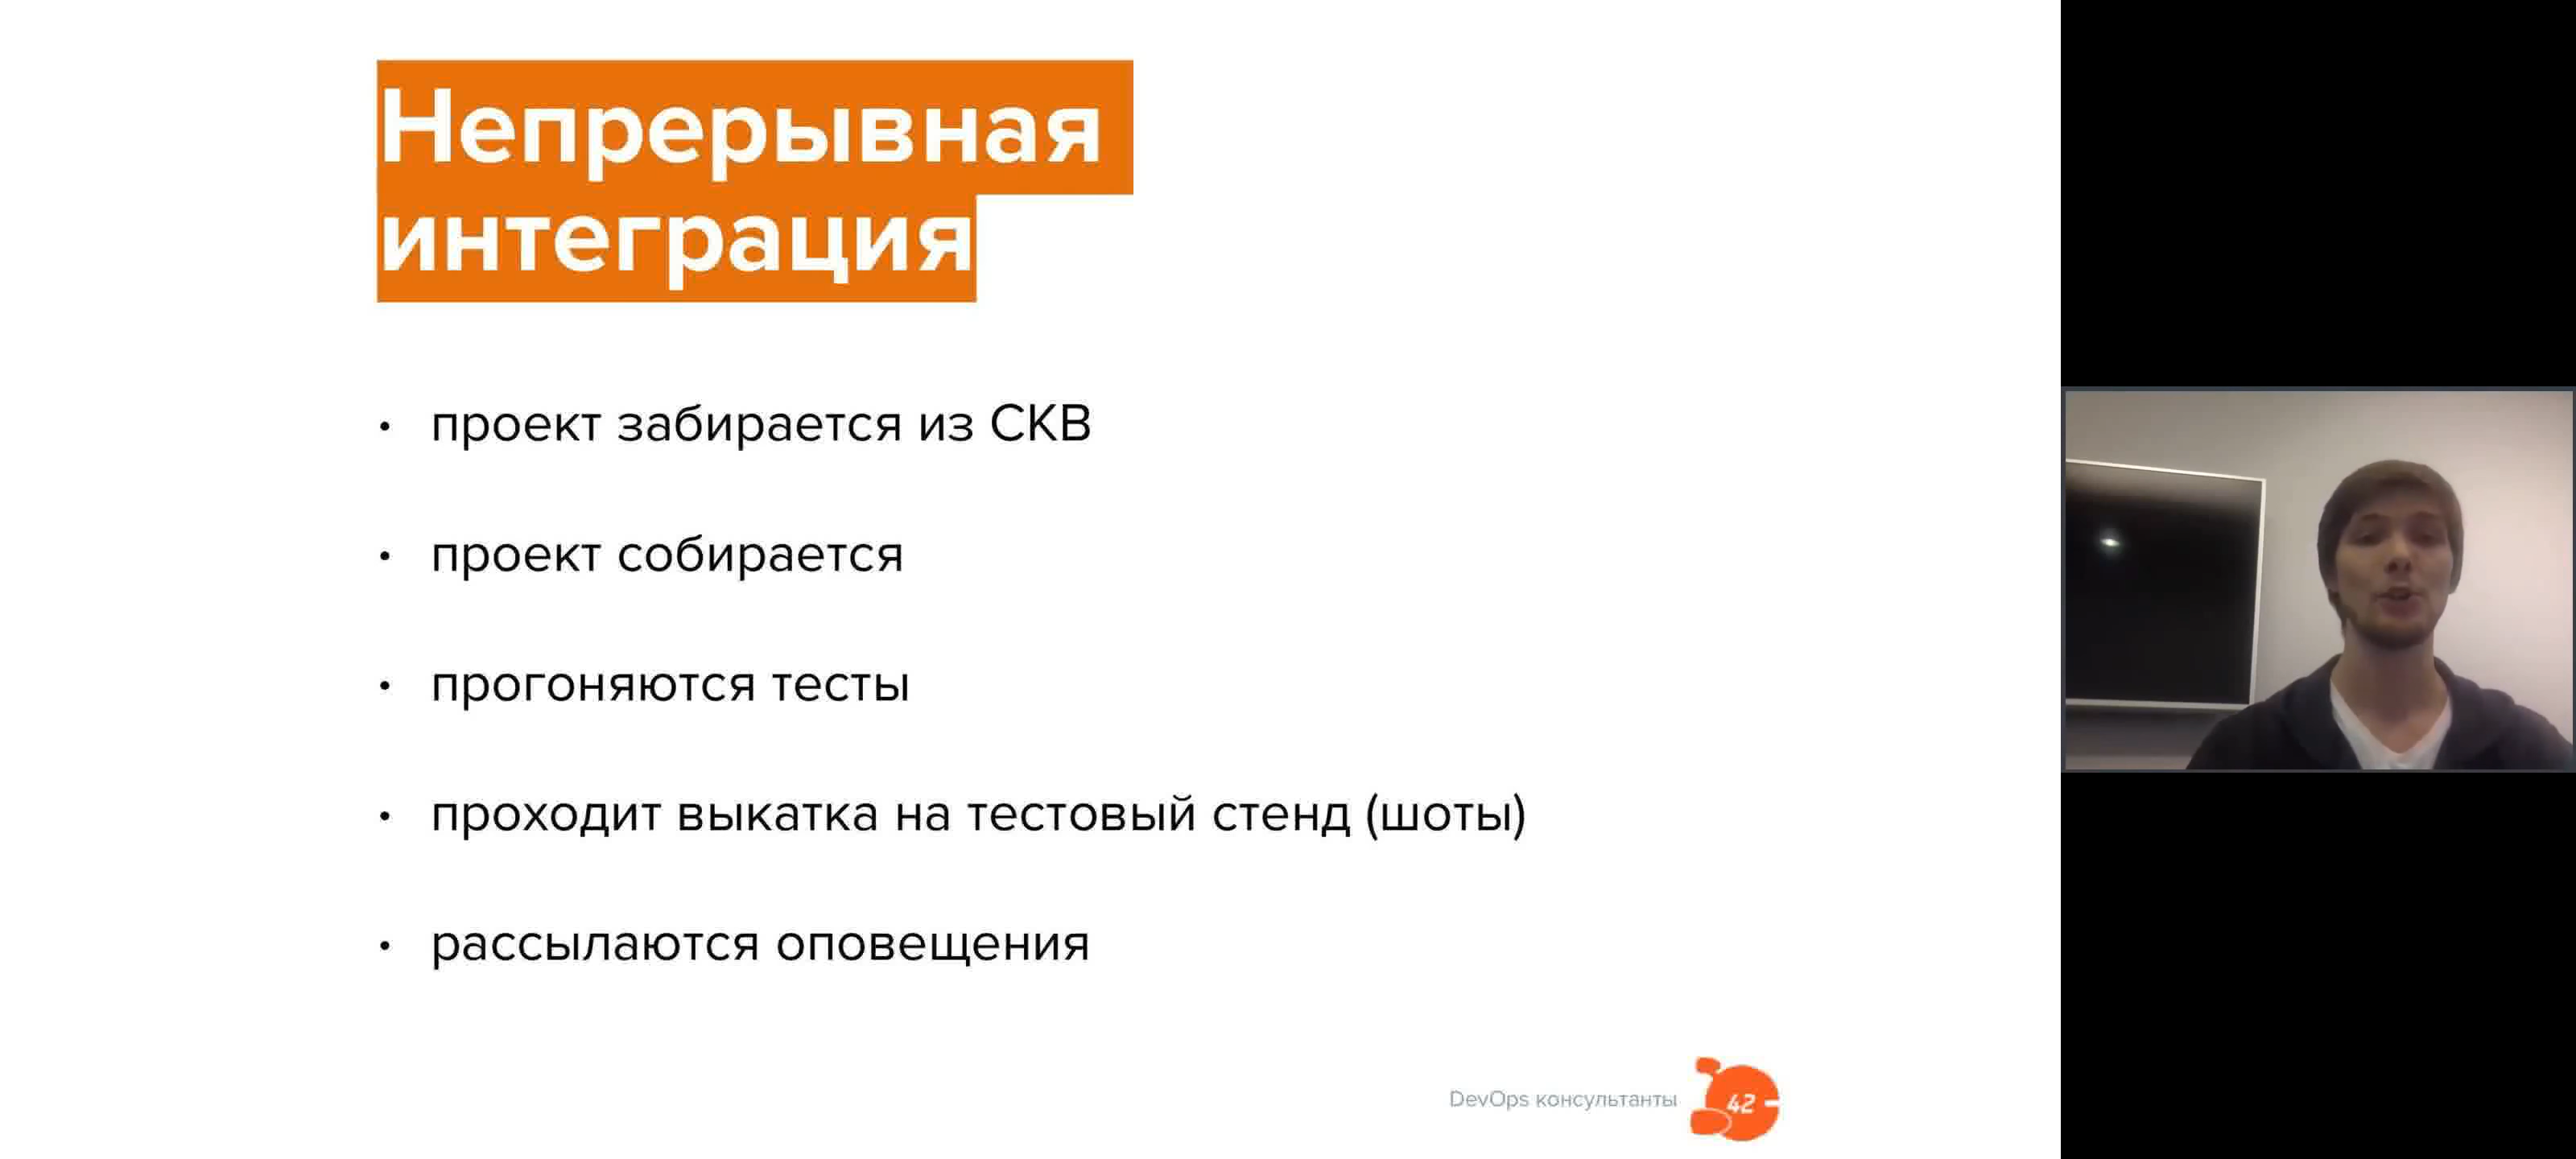 Непрерывная
интеграция
• проект забирается из СКВ
• проект собирается
• прогоняются тесты
• проходит выкатка на тестовый стенд (шоты)
• рассылаются оповещения
DevOps консультанты
42